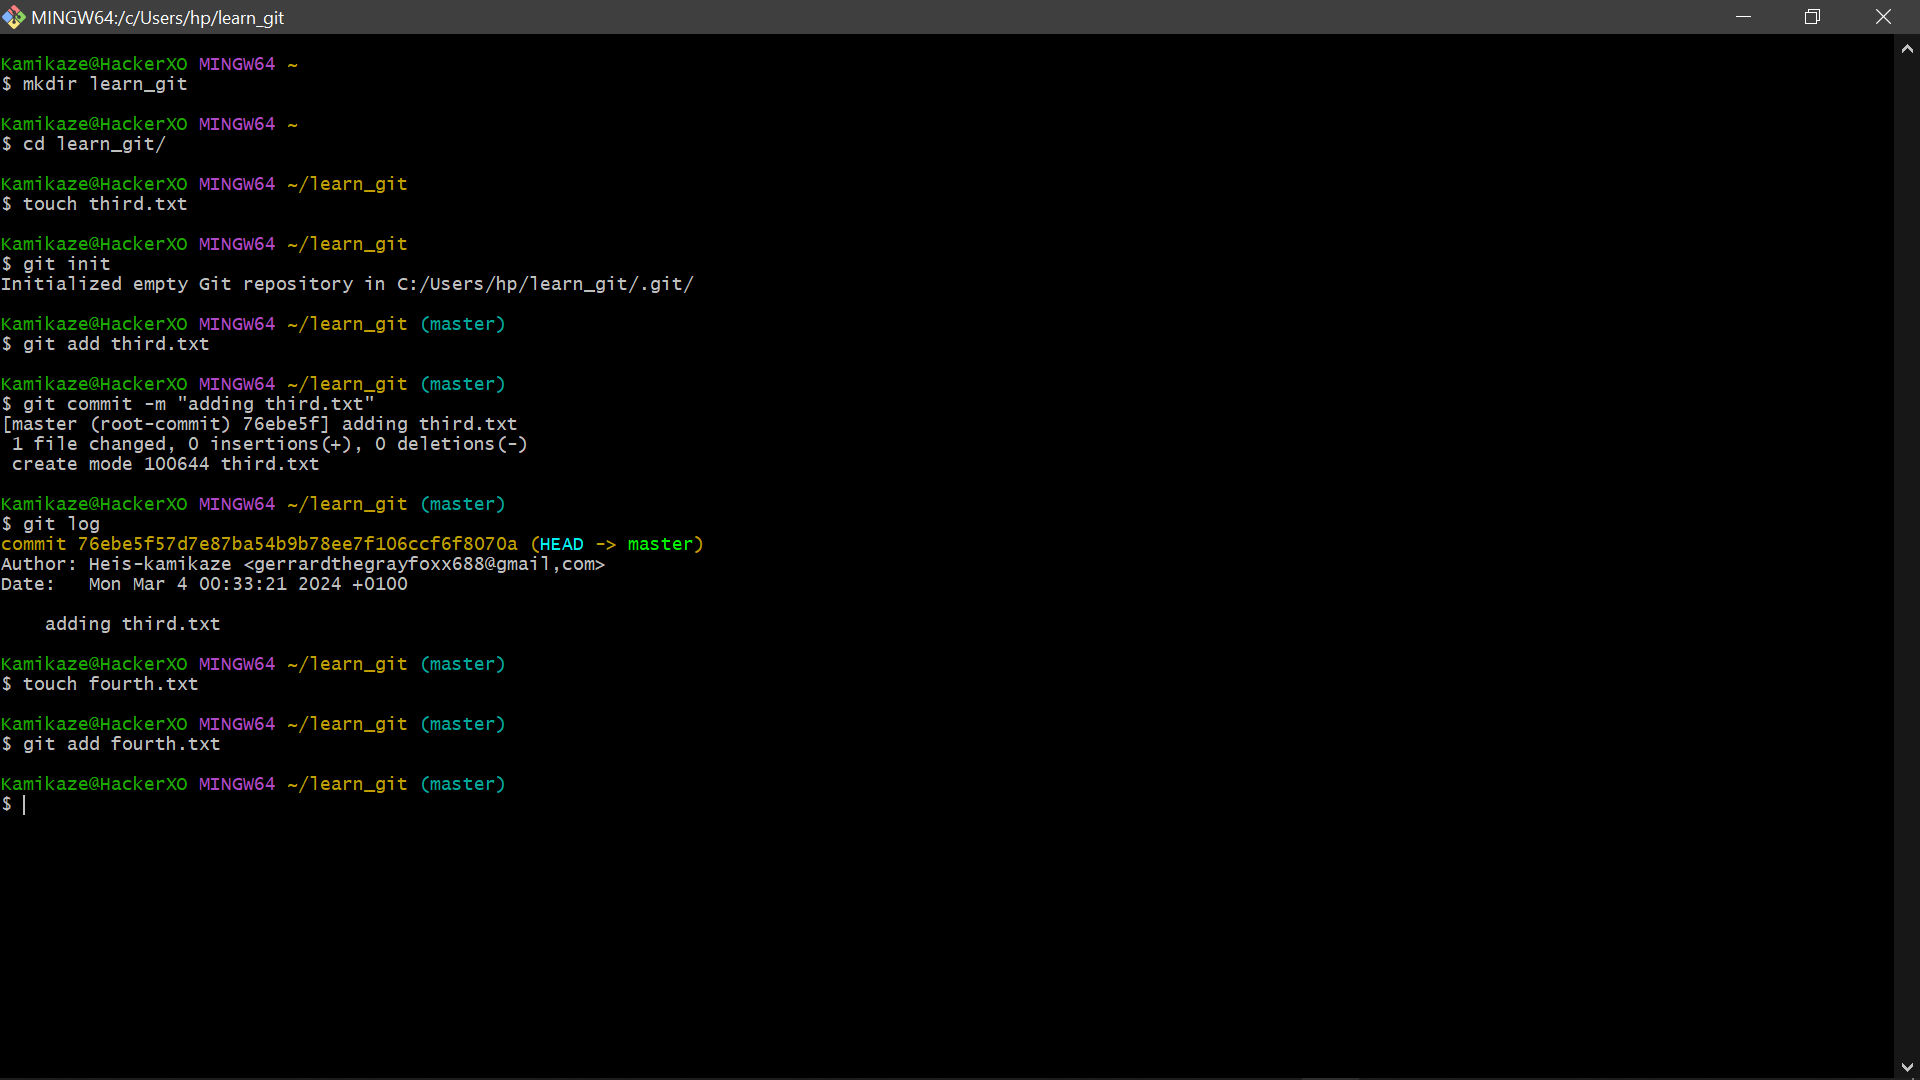 MINGW64:/c/Users/hp/learn_git
Kamikaze@HackerXO MINGW64 ~
$ mkdir learn_git
Kamikaze@HackerXO MINGW64 ~
$ cd learn_git/
Kamikaze@HackerXO MINGW64 ~/learn_git
$ touch third.txt
Kamikaze@HackerXO MINGW64 ~/learn_git
$ git init
Initialized empty Git repository in C:/Users/hp/learn_git/.git/
Kamikaze@HackerXO MINGW64 ~/learn_git (master)
$ git add third.txt
Kamikaze@HackerXO MINGW64 ~/learn_git (master)
$ git commit -m "adding third.txt"
[master (root-commit) 76ebe5f] adding third.txt
 1 file changed, 0 insertions(+), 0 deletions(-)
 create mode 100644 third.txt
Kamikaze@HackerXO MINGW64 ~/learn_git (master)
$ git log
commit 76ebe5f57d7e87ba54b9b78ee7f106ccf6f8070a (HEAD -> master)
Author: Heis-kamikaze <gerrardthegrayfoxx688@gmail,com>
Date:   Mon Mar 4 00:33:21 2024 +0100
    adding third.txt
Kamikaze@HackerXO MINGW64 ~/learn_git (master)
$ touch fourth.txt
Kamikaze@HackerXO MINGW64 ~/learn_git (master)
$ git add fourth.txt
Kamikaze@HackerXO MINGW64 ~/learn_git (master)
$